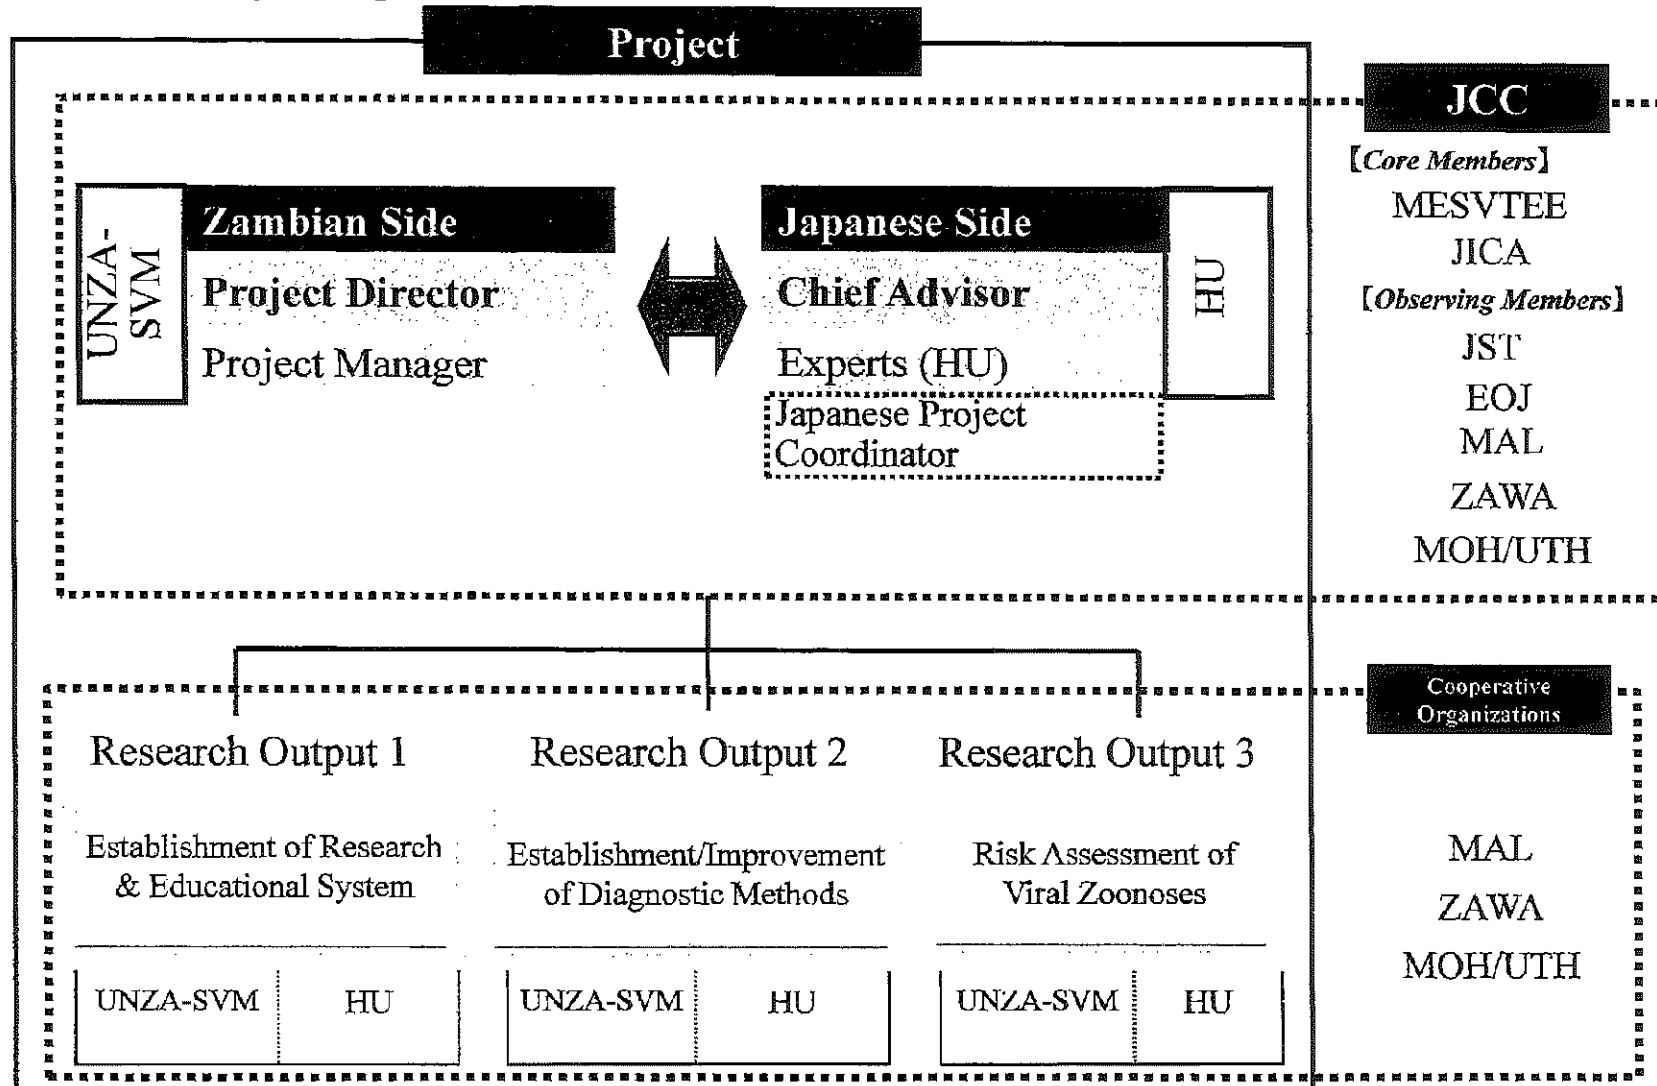 Project
JCC
【Core Members】
MESVTEE
JICA
【Observing Members】
JST
EOJ
MAL
ZAWA
MOH/UTH
UNZA-
SVM
Zambian Side
Project Director
Project Manager
Japanese Side
Chief Advisor
Experts (HU)
Japanese Project
Coordinator
HU
Research Output 1
Establishment of Research
& Educational System
UNZA-SVM
HU
Research Output 2
Establishment/Improvement
of Diagnostic Methods
UNZA-SVM
HU
Research Output 3
Risk Assessment of
Viral Zoonoses
UNZA-SVM
HU
Cooperative
Organizations
MAL
ZAWA
MOH/UTH